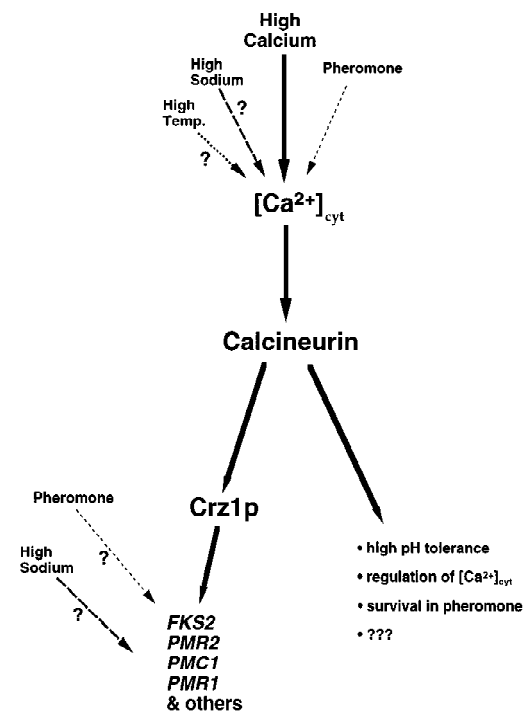 High
Calcium
High
Sodium
Pheromone
?
High
Temp.
?
[Ca²⁺]cyt
Calcineurin
Crz1p
Pheromone
?
High
Sodium
?
FKS2
PMR2
PMC1
PMR1
& others
• high pH tolerance
• regulation of [Ca²⁺]cyt
• survival in pheromone
• ???